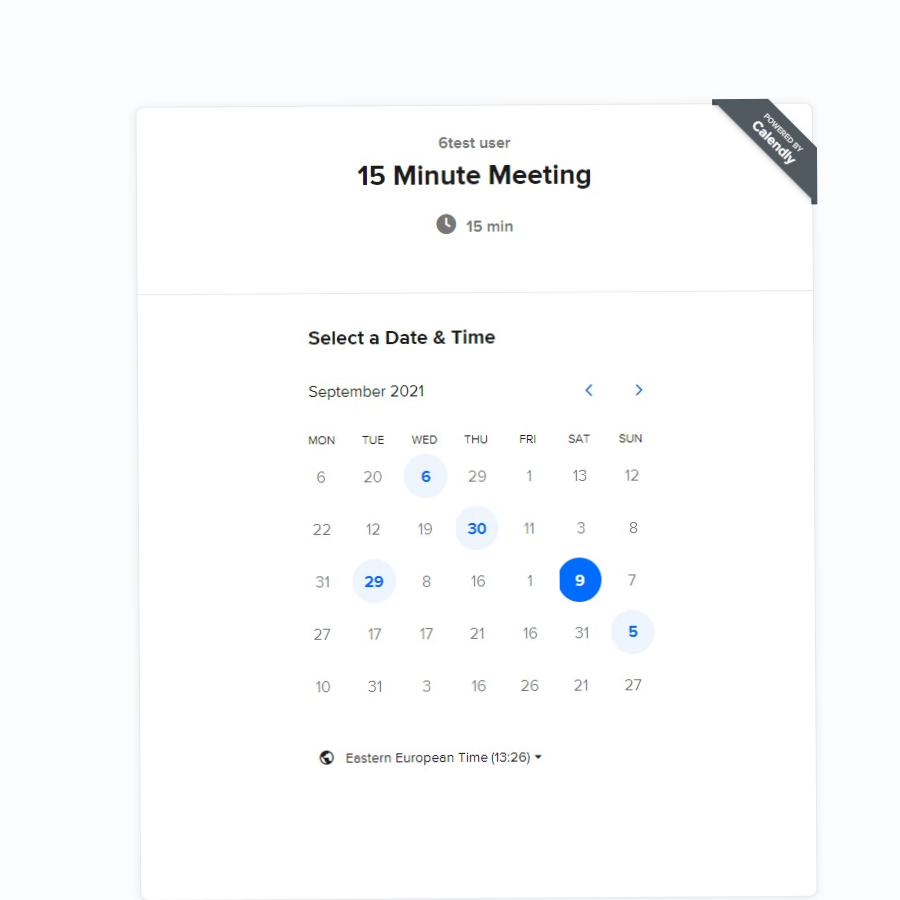 POWERED BY
Calendly
6test user
15 Minute Meeting
15 min
Select a Date & Time
September 2021
MON TUE WED THU FRI SAT SUN
6 20 6 29 1 13 12
22 12 19 30 11 3 8
31 29 8 16 1 9 7
27 17 17 21 16 31 5
10 31 3 16 26 21 27
Eastern European Time (13:26)